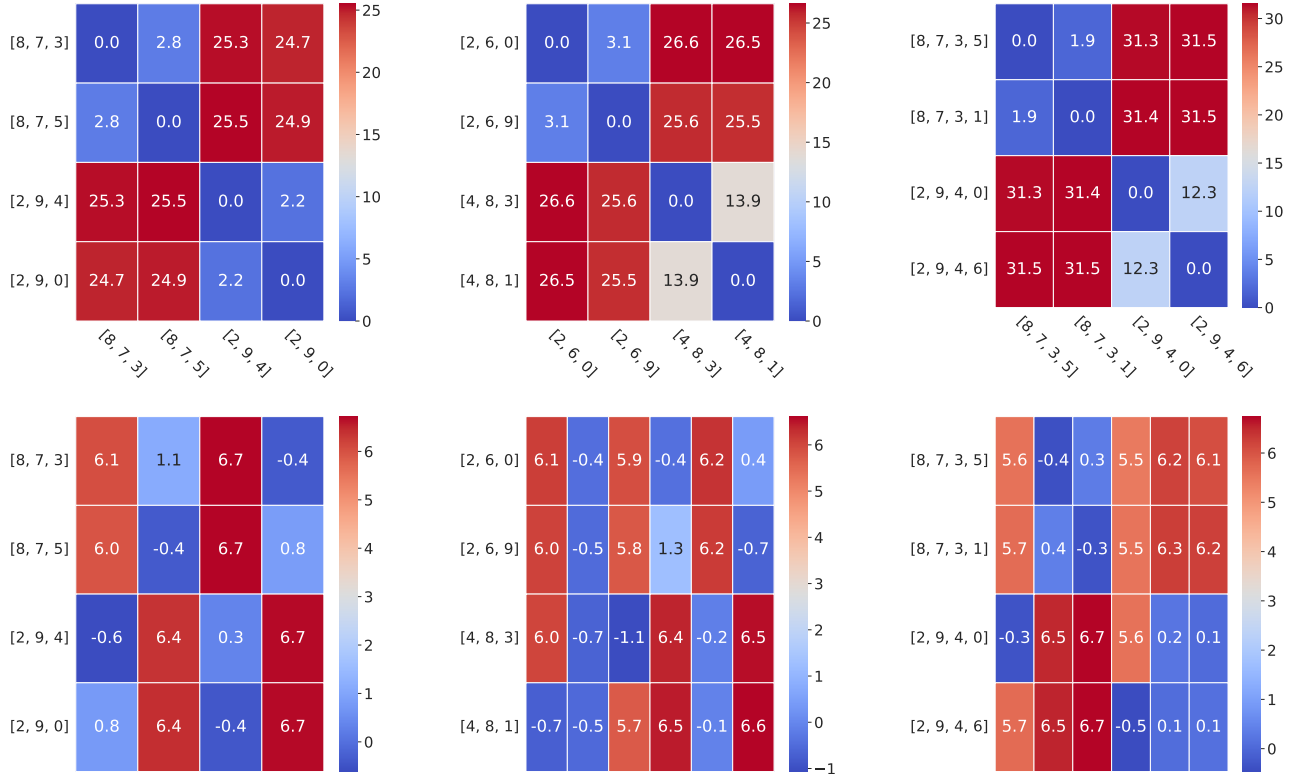 [8, 7, 3] 0.0 2.8 25.3 24.7
[8, 7, 5] 2.8 0.0 25.5 24.9
[2, 9, 4] 25.3 25.5 0.0 2.2
[2, 9, 0] 24.7 24.9 2.2 0.0
[8, 7, 3] [8, 7, 5] [2, 9, 4] [2, 9, 0]
25
20
15
10
5
0
[2, 6, 0] 0.0 3.1 26.6 26.5
[2, 6, 9] 3.1 0.0 25.6 25.5
[4, 8, 3] 26.6 25.6 0.0 13.9
[4, 8, 1] 26.5 25.5 13.9 0.0
[2, 6, 0] [2, 6, 9] [4, 8, 3] [4, 8, 1]
25
20
15
10
5
0
[8, 7, 3, 5] 0.0 1.9 31.3 31.5
[8, 7, 3, 1] 1.9 0.0 31.4 31.5
[2, 9, 4, 0] 31.3 31.4 0.0 12.3
[2, 9, 4, 6] 31.5 31.5 12.3 0.0
[8, 7, 3, 5] [8, 7, 3, 1] [2, 9, 4, 0] [2, 9, 4, 6]
30
25
20
15
10
5
0
[8, 7, 3] 6.1 1.1 6.7 -0.4
[8, 7, 5] 6.0 -0.4 6.7 0.8
[2, 9, 4] -0.6 6.4 0.3 6.7
[2, 9, 0] 0.8 6.4 -0.4 6.7
6
5
4
3
2
1
0
[2, 6, 0] 6.1 -0.4 5.9 -0.4 6.2 0.4
[2, 6, 9] 6.0 -0.5 5.8 1.3 6.2 -0.7
[4, 8, 3] 6.0 -0.7 -1.1 6.4 -0.2 6.5
[4, 8, 1] -0.7 -0.5 5.7 6.5 -0.1 6.6
6
5
4
3
2
1
0
−1
[8, 7, 3, 5] 5.6 -0.4 0.3 5.5 6.2 6.1
[8, 7, 3, 1] 5.7 0.4 -0.3 5.5 6.3 6.2
[2, 9, 4, 0] -0.3 6.5 6.7 5.6 0.2 0.1
[2, 9, 4, 6] 5.7 6.5 6.7 -0.5 0.1 0.1
6
5
4
3
2
1
0